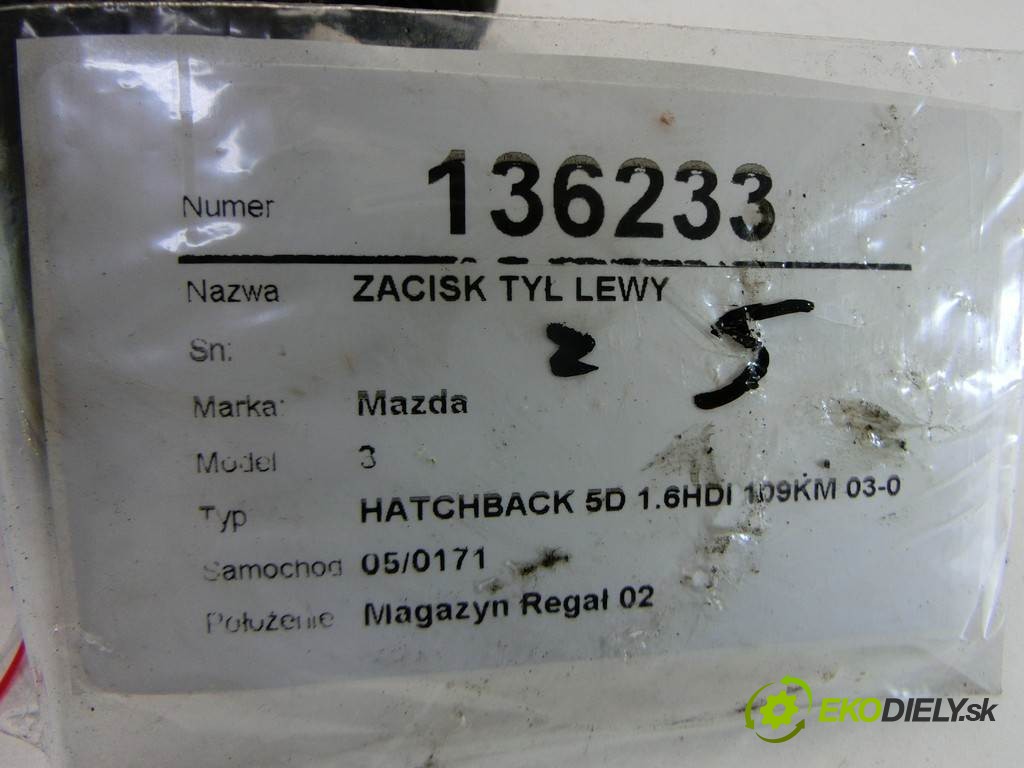 Numer 136233
Nazwa ZACISK TYL LEWY
Sn:
Marka: Mazda
Model 3
Typ HATCHBACK 5D 1.6HDI 109KM 03-0
Samochod 05/0171
Położenie Magazyn Regał 02
EKODIELY.sk